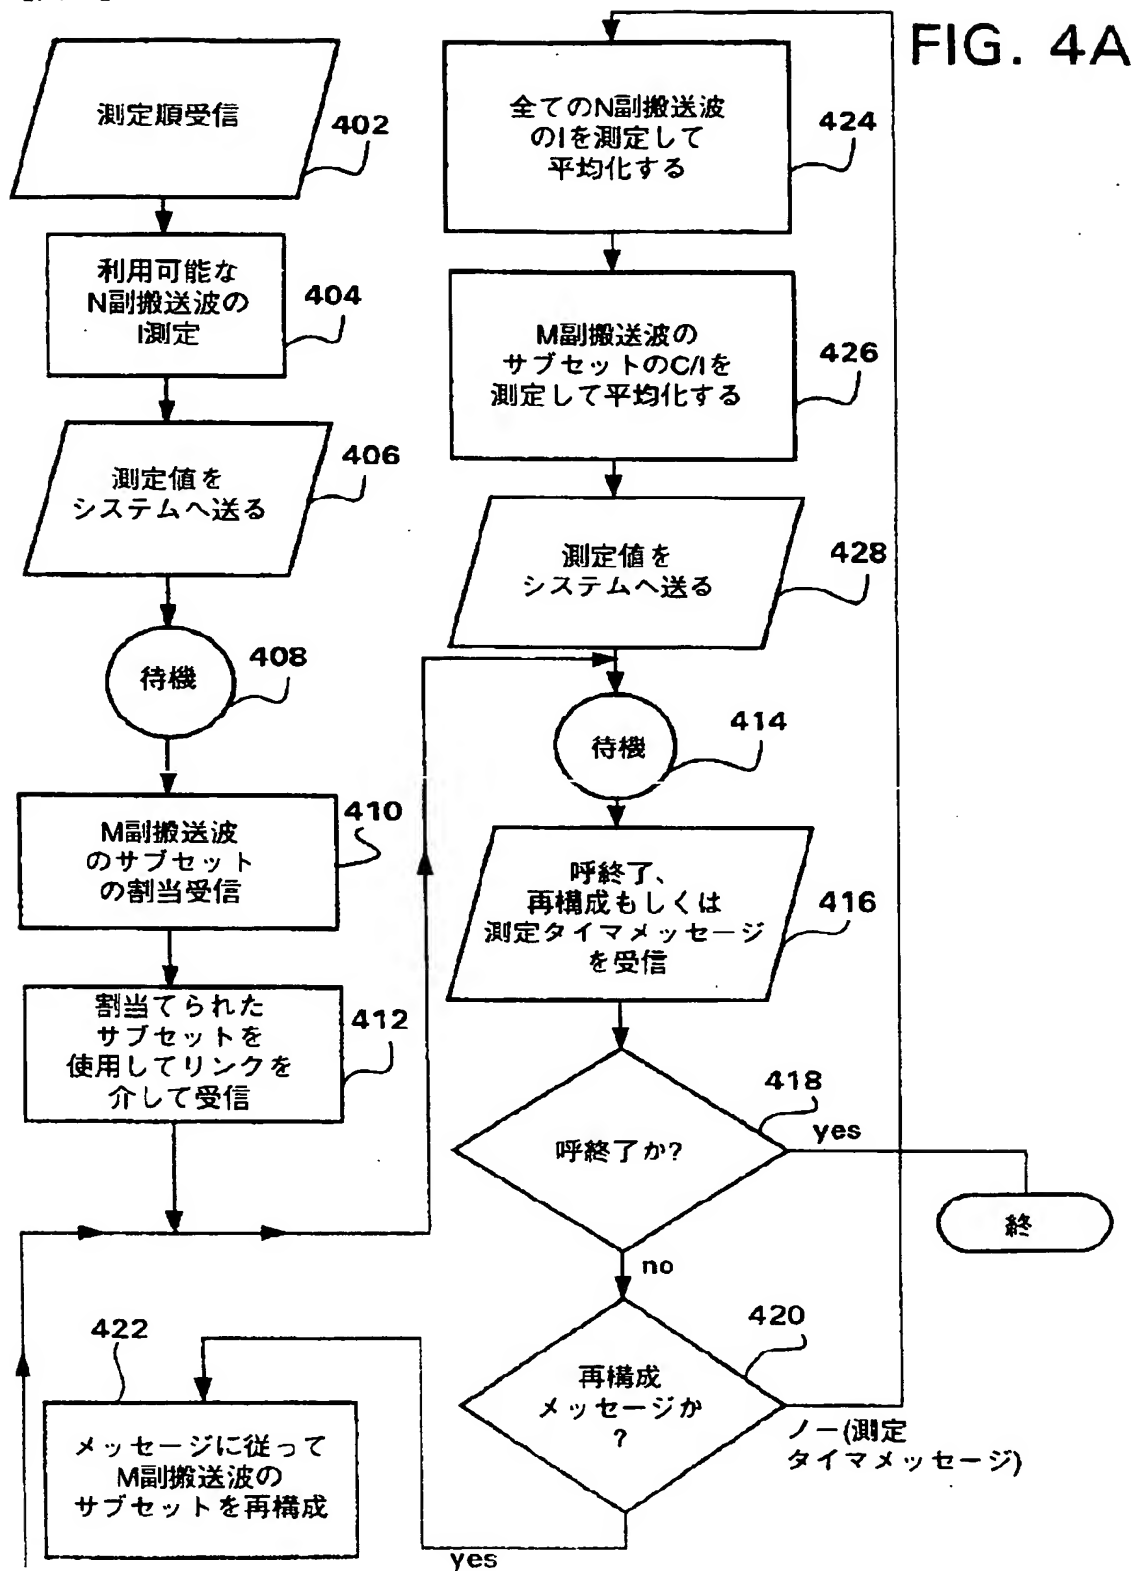 FIG. 4A
測定順受信
402
利用可能な
N副搬送波の
I測定
404
測定値を
システムへ送る
406
待機
408
M副搬送波
のサブセット
の割当受信
410
割当てられた
サブセットを
使用してリンクを
介して受信
412
422
メッセージに従って
M副搬送波の
サブセットを再構成
全てのN副搬送波
のIを測定して
平均化する
424
M副搬送波の
サブセットのC/Iを
測定して平均化する
426
測定値を
システムへ送る
428
待機
414
呼終了、
再構成もしくは
測定タイマメッセージ
を受信
416
呼終了か?
418
yes
終
no
再構成
メッセージか
?
420
ノー(測定
タイマメッセージ)
yes